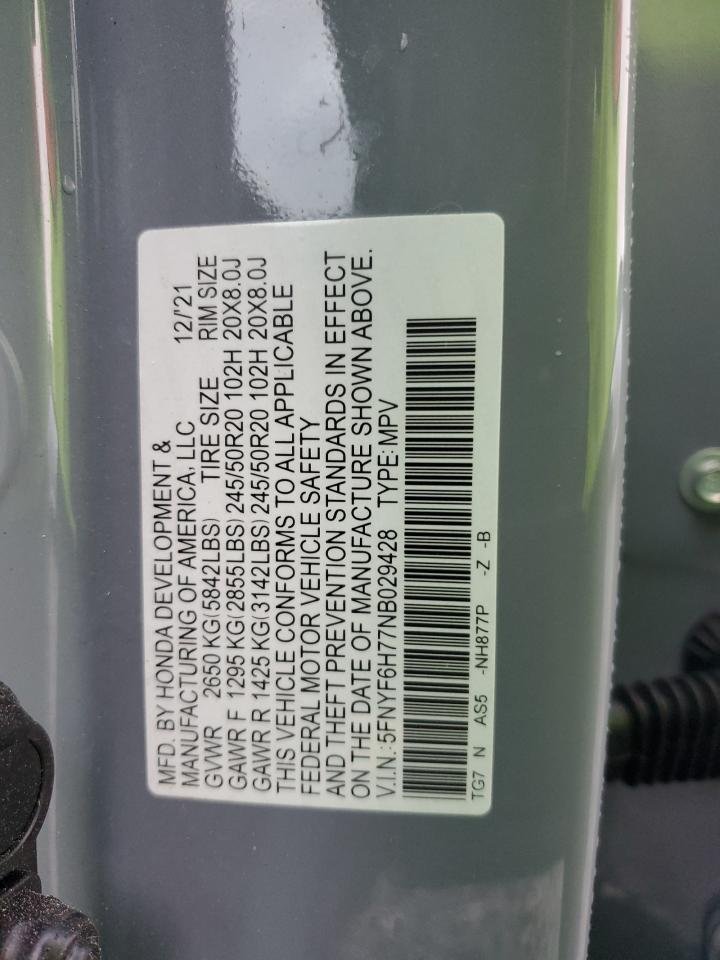 MFD. BY HONDA DEVELOPMENT &
MANUFACTURING OF AMERICA, LLC 12/'21
GVWR 2650 KG(5842LBS) TIRE SIZE RIM SIZE
GAWR F 1295 KG(2855LBS) 245/50R20 102H 20X8.0J
GAWR R 1425 KG(3142LBS) 245/50R20 102H 20X8.0J
THIS VEHICLE CONFORMS TO ALL APPLICABLE
FEDERAL MOTOR VEHICLE SAFETY
AND THEFT PREVENTION STANDARDS IN EFFECT
ON THE DATE OF MANUFACTURE SHOWN ABOVE.
V.I.N.:5FNYF6H77NB029428 TYPE:MPV
TG7 N AS5 -NH877P -Z -B